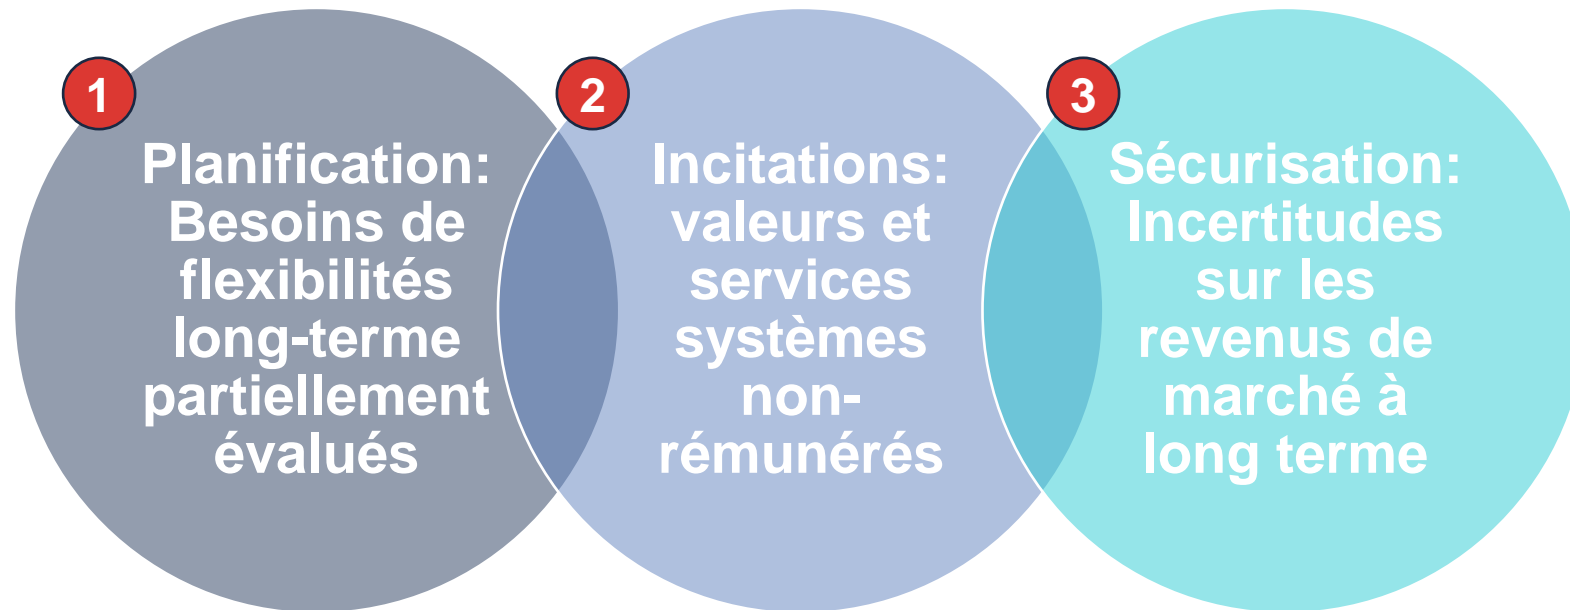 1
Planification:
Besoins de
flexibilités
long-terme
partiellement
évalués
2
Incitations:
valeurs et
services
systèmes
non-
rémunérés
3
Sécurisation:
Incertitudes
sur les
revenus de
marché à
long terme